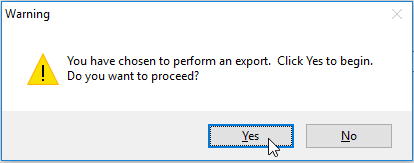 Warning
You have chosen to perform an export.  Click Yes to begin.
Do you want to proceed?
Yes
No